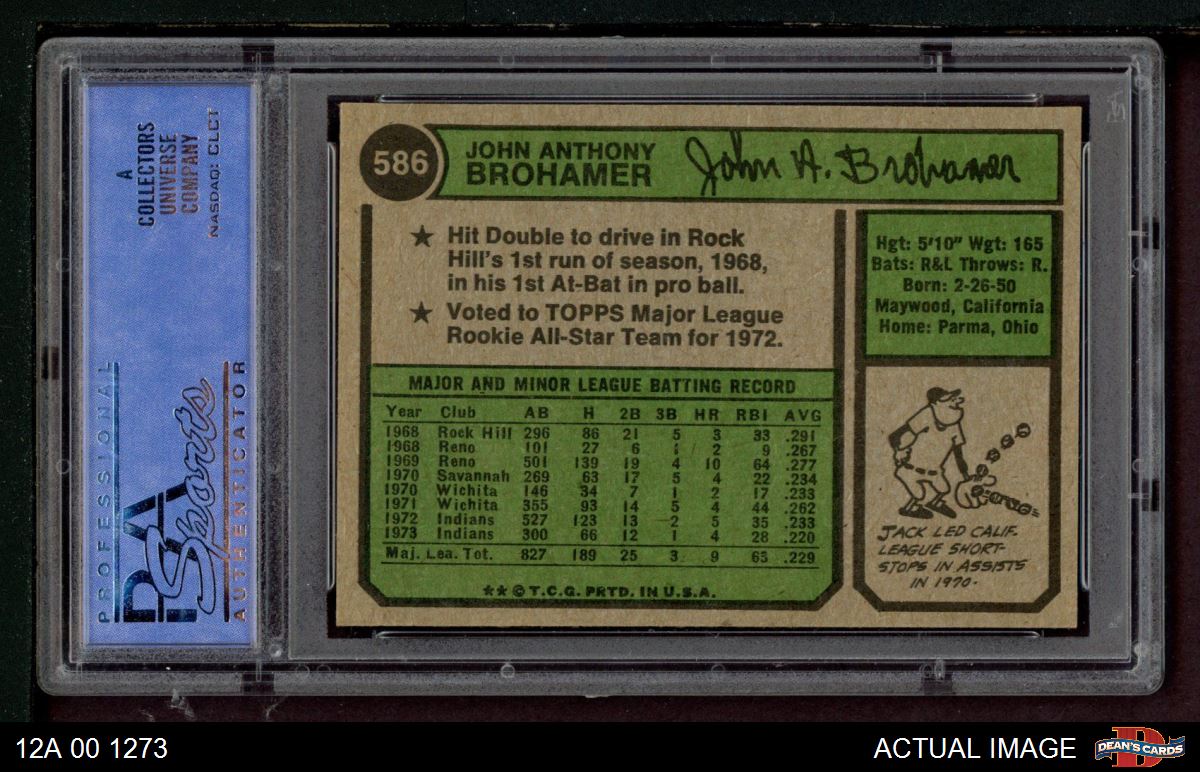 A
COLLECTORS
UNIVERSE
COMPANY
NASDAQ: CLCT
PROFESSIONAL
PSA
Sports
AUTHENTICATOR
586
JOHN ANTHONY
BROHAMER
John A. Brohamer
★ Hit Double to drive in Rock
Hill's 1st run of season, 1968,
in his 1st At-Bat in pro ball.
★ Voted to TOPPS Major League
Rookie All-Star Team for 1972.
Hgt: 5'10" Wgt: 165
Bats: R&L Throws: R.
Born: 2-26-50
Maywood, California
Home: Parma, Ohio
MAJOR AND MINOR LEAGUE BATTING RECORD
Year Club AB H 2B 3B HR RBI AVG
1968 Rock Hill 296 86 21 5 3 33 .291
1968 Reno 101 27 6 1 2 9 .267
1969 Reno 501 139 19 4 10 64 .277
1970 Savannah 269 63 17 5 4 22 .234
1970 Wichita 146 34 7 1 2 17 .233
1971 Wichita 355 93 14 5 4 44 .262
1972 Indians 527 123 13 2 5 35 .233
1973 Indians 300 66 12 1 4 28 .220
Maj. Lea. Tot. 827 189 25 3 9 63 .229
★★ © T.C.G. PRTD. IN U.S.A.
JACK LED CALIF.
LEAGUE SHORT-
STOPS IN ASSISTS
IN 1970.
12A 00 1273
ACTUAL IMAGE
D
DEAN'S CARDS